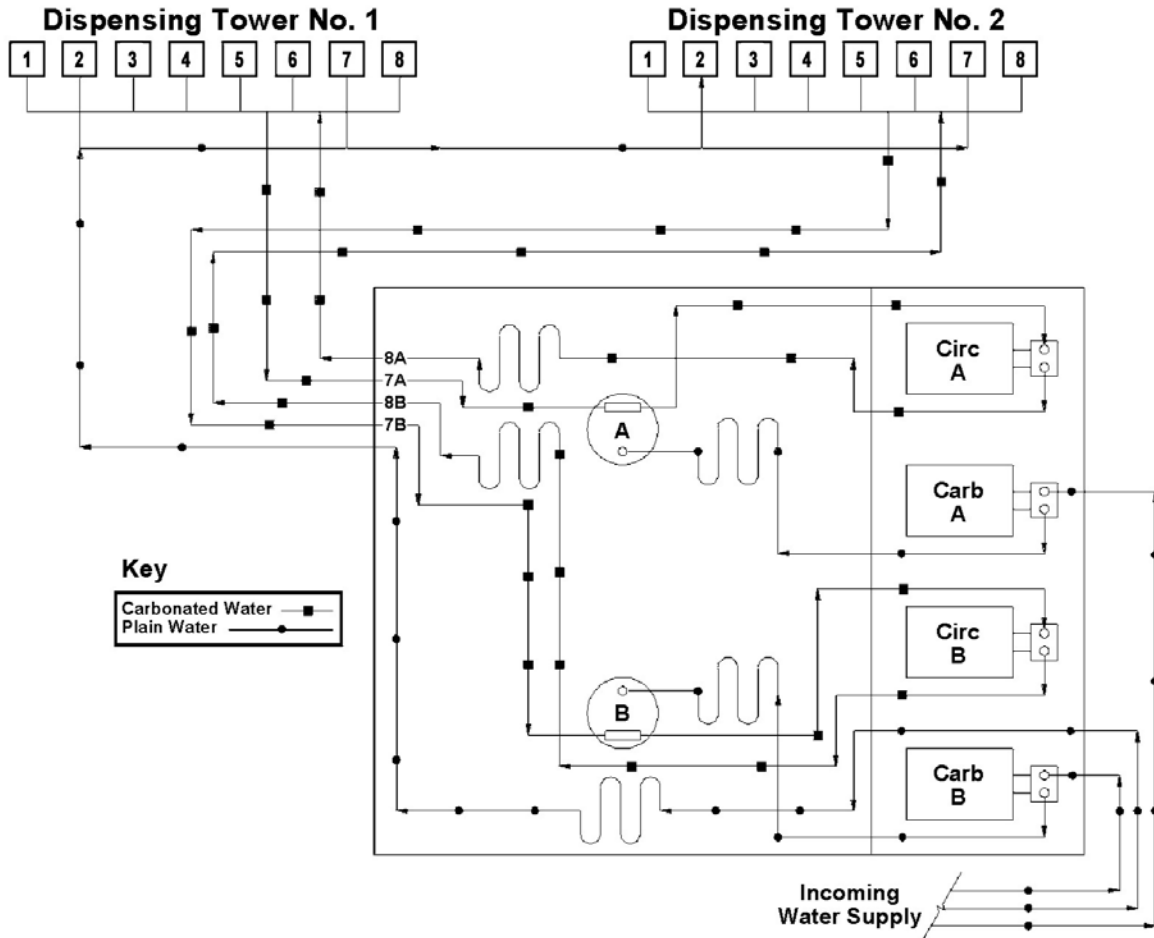 Dispensing Tower No. 1
Dispensing Tower No. 2
1 2 3 4 5 6 7 8
1 2 3 4 5 6 7 8
8A
7A
8B
7B
A
B
Circ
A
Carb
A
Circ
B
Carb
B
Key
Carbonated Water
Plain Water
Incoming
Water Supply